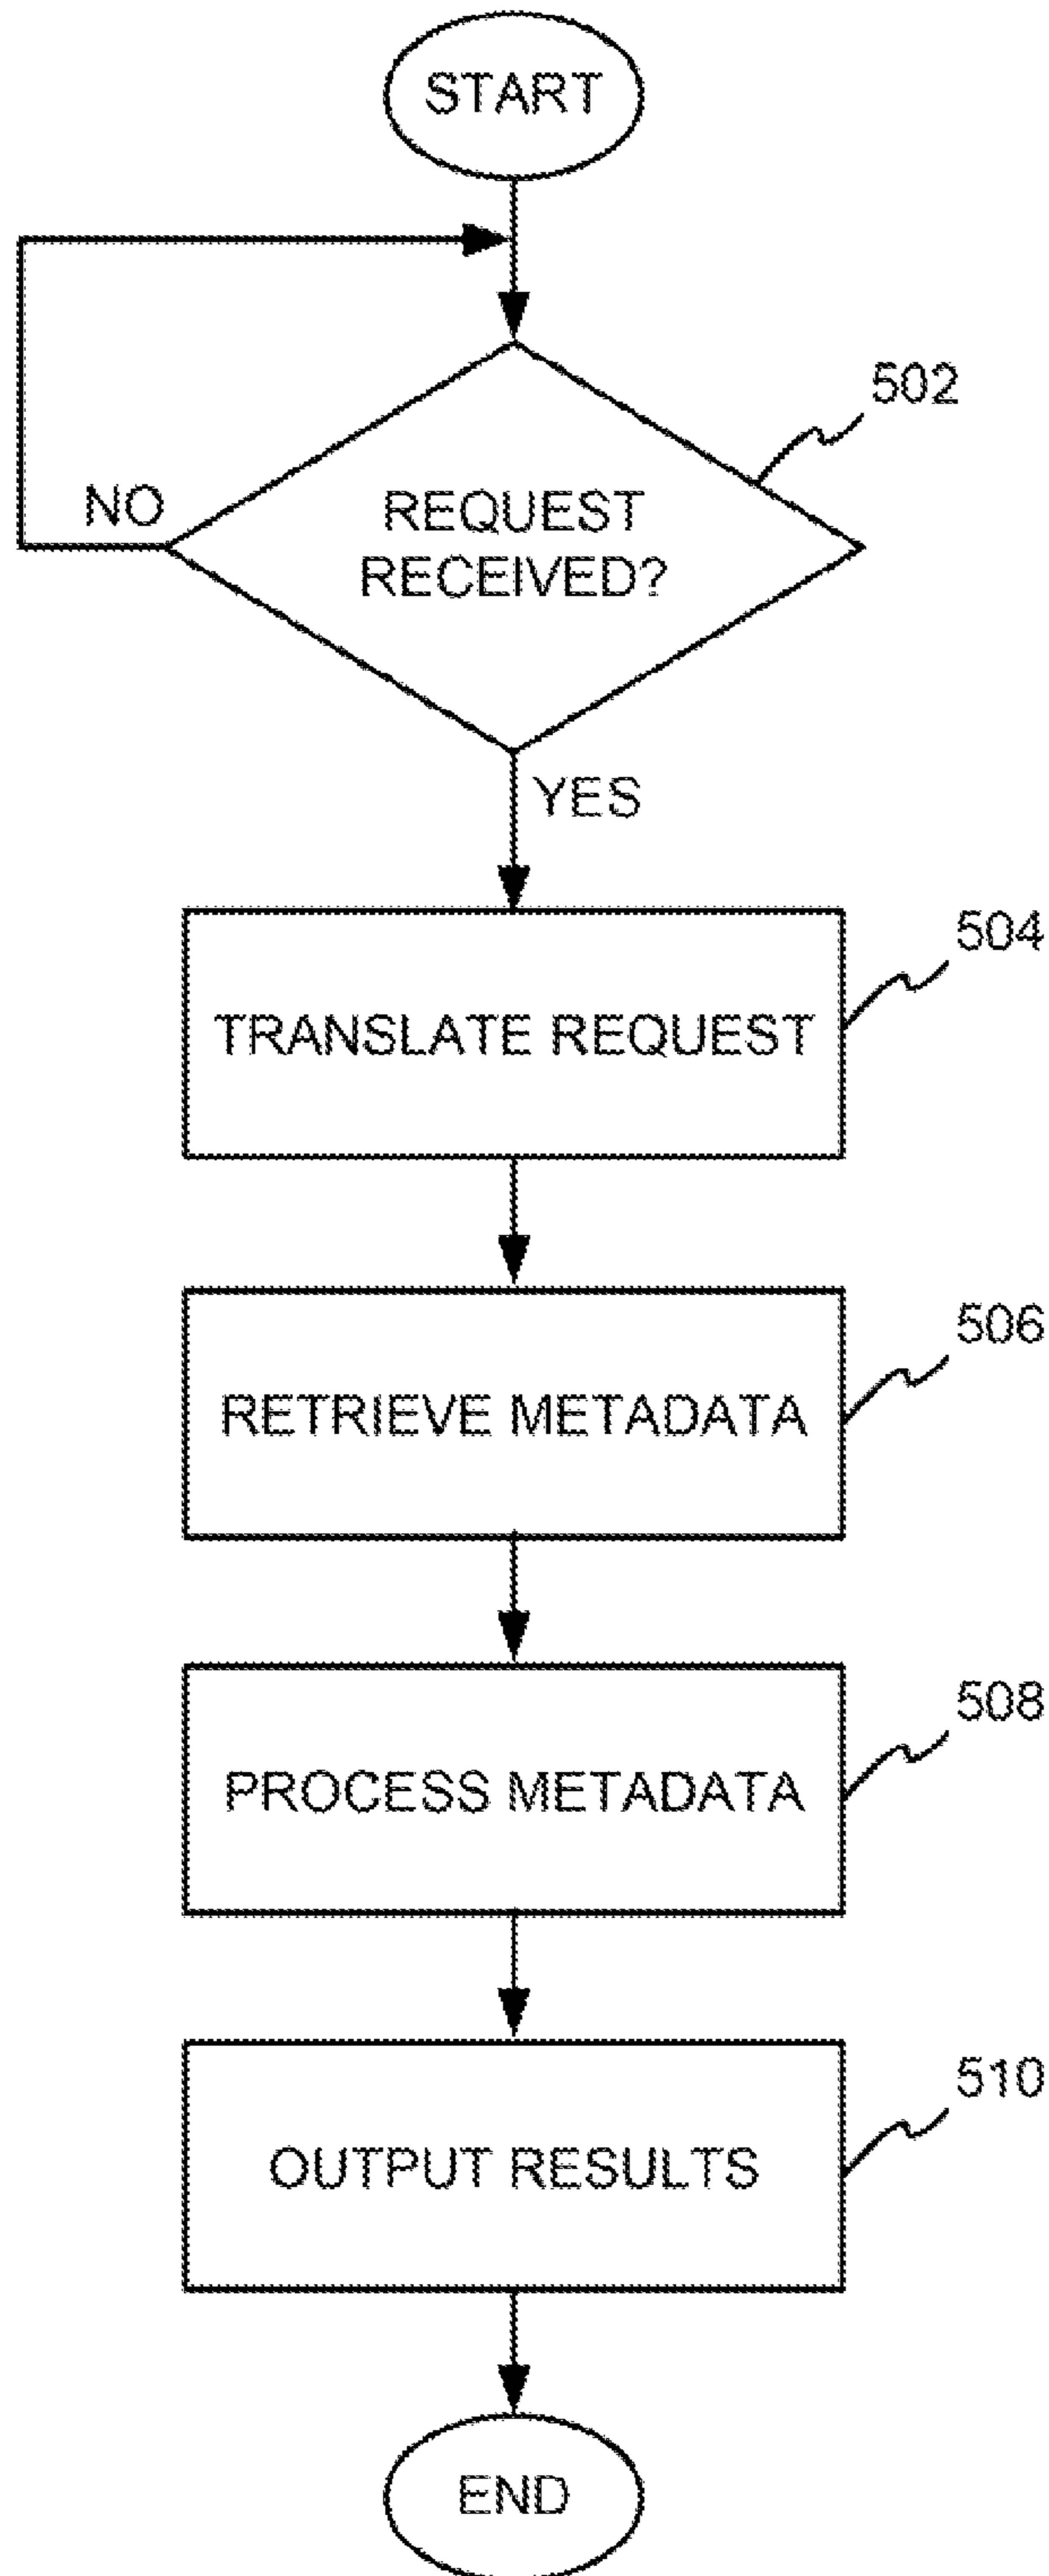 START
502
NO
REQUEST
RECEIVED?
YES
504
TRANSLATE REQUEST
506
RETRIEVE METADATA
508
PROCESS METADATA
510
OUTPUT RESULTS
END